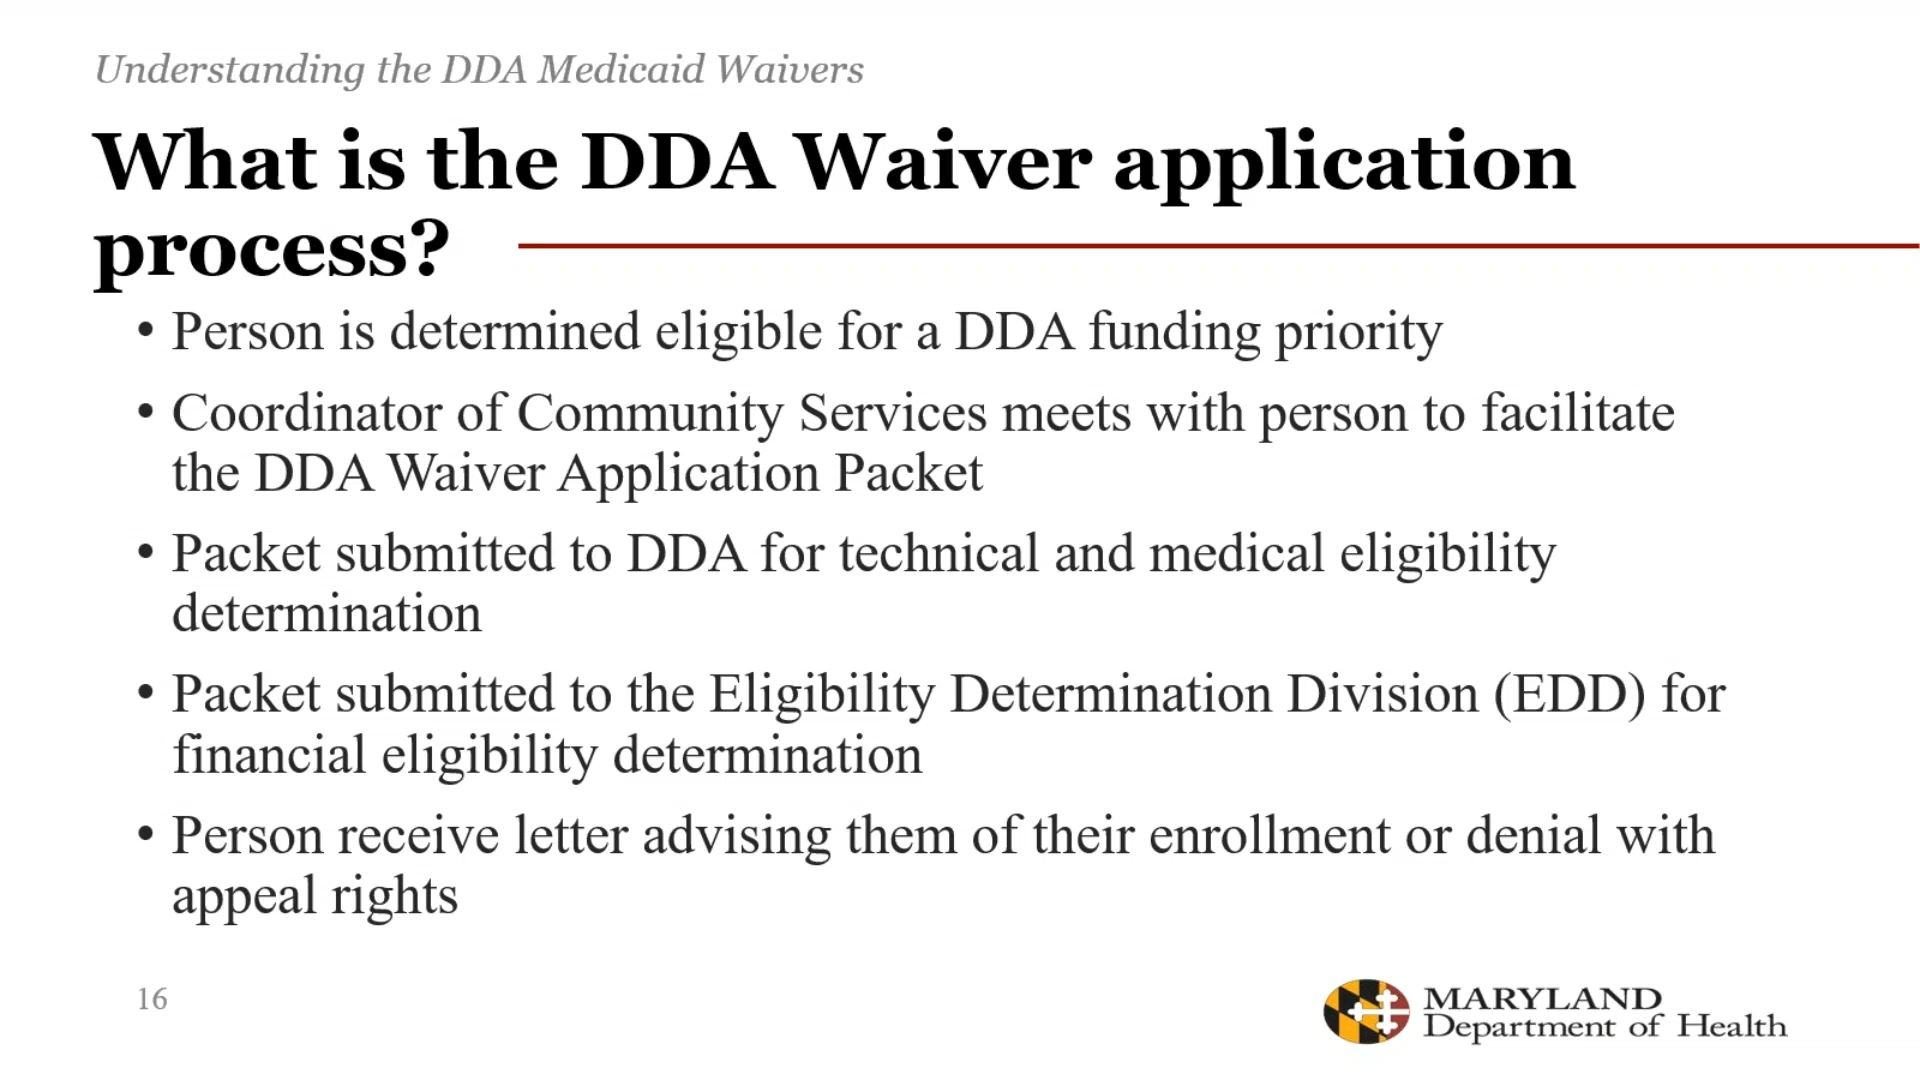 Understanding the DDA Medicaid Waivers
What is the DDA Waiver application
process?
• Person is determined eligible for a DDA funding priority
• Coordinator of Community Services meets with person to facilitate
the DDA Waiver Application Packet
• Packet submitted to DDA for technical and medical eligibility
determination
• Packet submitted to the Eligibility Determination Division (EDD) for
financial eligibility determination
• Person receive letter advising them of their enrollment or denial with
appeal rights
16
MARYLAND
Department of Health